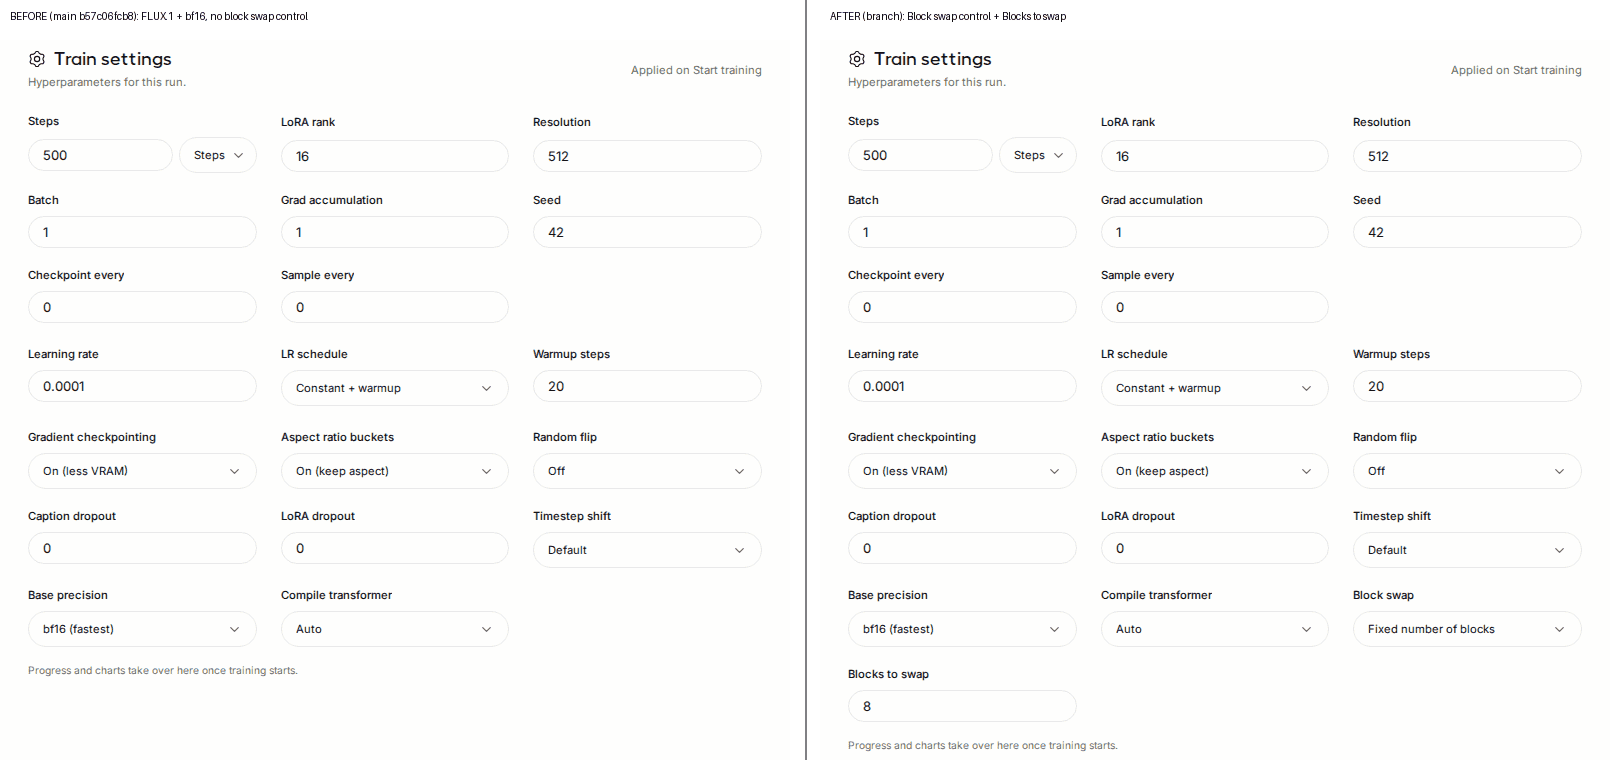 BEFORE (main b57c06fcb8): FLUX.1 + bf16, no block swap control
Train settings
Hyperparameters for this run.
Applied on Start training
Steps
LoRA rank
Resolution
500
Steps
16
512
Batch
Grad accumulation
Seed
1
1
42
Checkpoint every
Sample every
0
0
Learning rate
LR schedule
Warmup steps
0.0001
Constant + warmup
20
Gradient checkpointing
Aspect ratio buckets
Random flip
On (less VRAM)
On (keep aspect)
Off
Caption dropout
LoRA dropout
Timestep shift
0
0
Default
Base precision
Compile transformer
bf16 (fastest)
Auto
Progress and charts take over here once training starts.
AFTER (branch): Block swap control + Blocks to swap
Train settings
Hyperparameters for this run.
Applied on Start training
Steps
LoRA rank
Resolution
500
Steps
16
512
Batch
Grad accumulation
Seed
1
1
42
Checkpoint every
Sample every
0
0
Learning rate
LR schedule
Warmup steps
0.0001
Constant + warmup
20
Gradient checkpointing
Aspect ratio buckets
Random flip
On (less VRAM)
On (keep aspect)
Off
Caption dropout
LoRA dropout
Timestep shift
0
0
Default
Base precision
Compile transformer
Block swap
bf16 (fastest)
Auto
Fixed number of blocks
Blocks to swap
8
Progress and charts take over here once training starts.